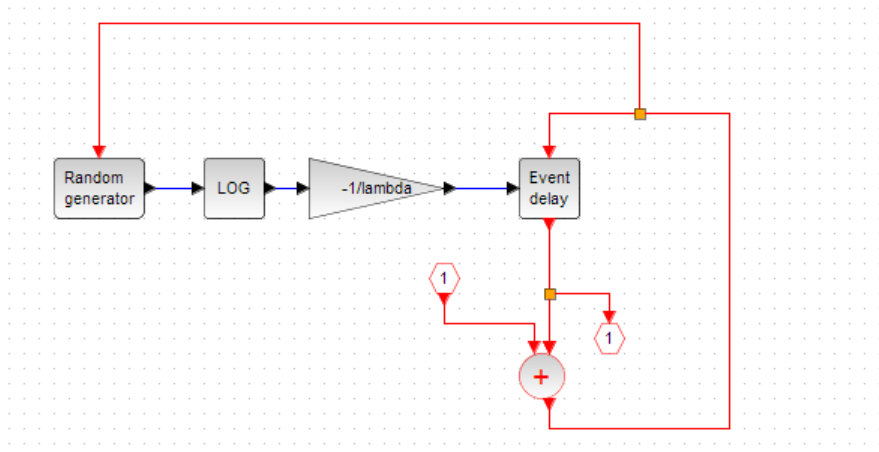 Random
generator
LOG
-1/lambda
Event
delay
1
1
+